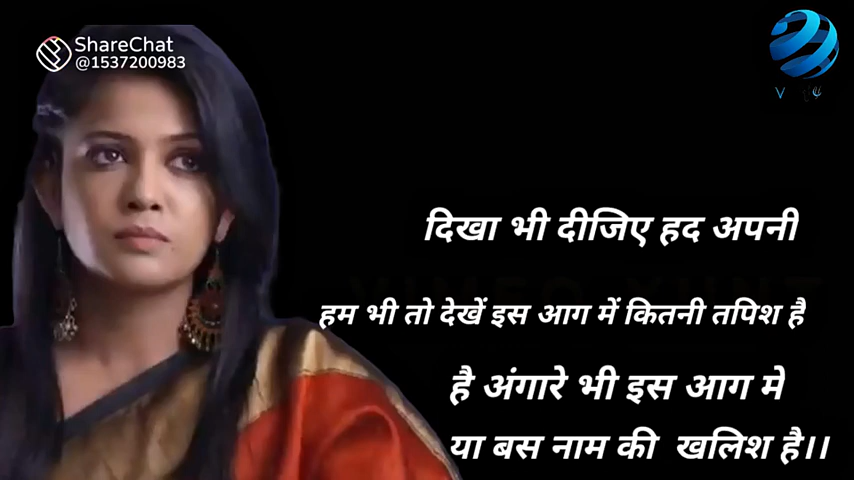 ShareChat
@1537200983
दिखा भी दीजिए हद अपनी
हम भी तो देखें इस आग में कितनी तपिश है
है अंगारे भी इस आग मे
या बस नाम की खलिश है।।